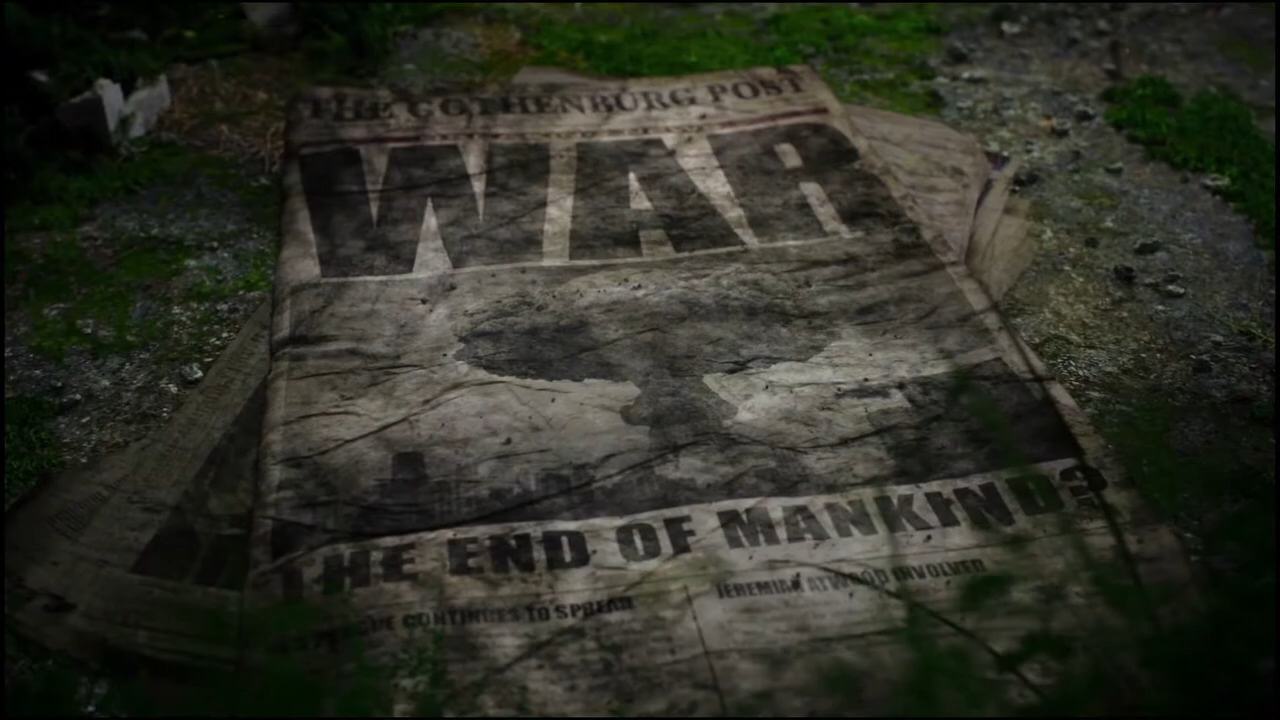 THE GOTHENBURG POST
WAR
THE END OF MANKIND?
CONTINUES TO SPREAD
JEREMIAH ATWOOD INVOLVED